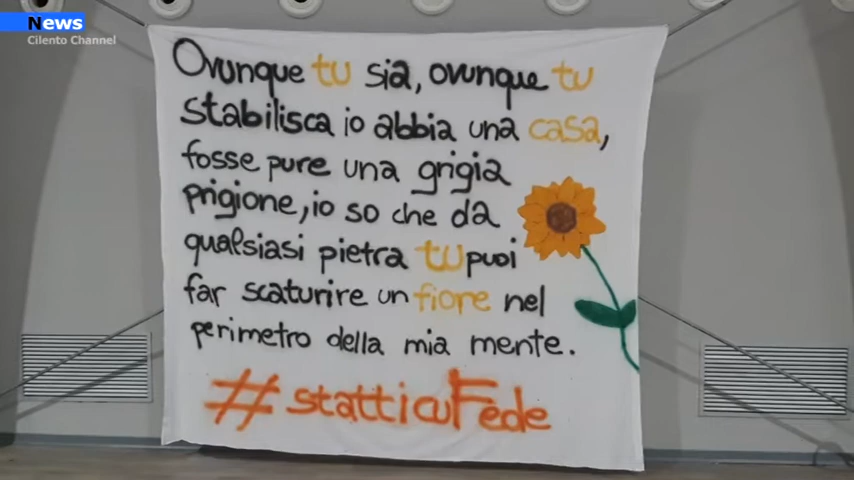 News
Cilento Channel
Ovunque tu sia, ovunque tu
stabilisca io abbia una casa,
fosse pure una grigia
prigione, io so che da
qualsiasi pietra tu puoi
far scaturire un fiore nel
perimetro della mia mente.
#statticuFede